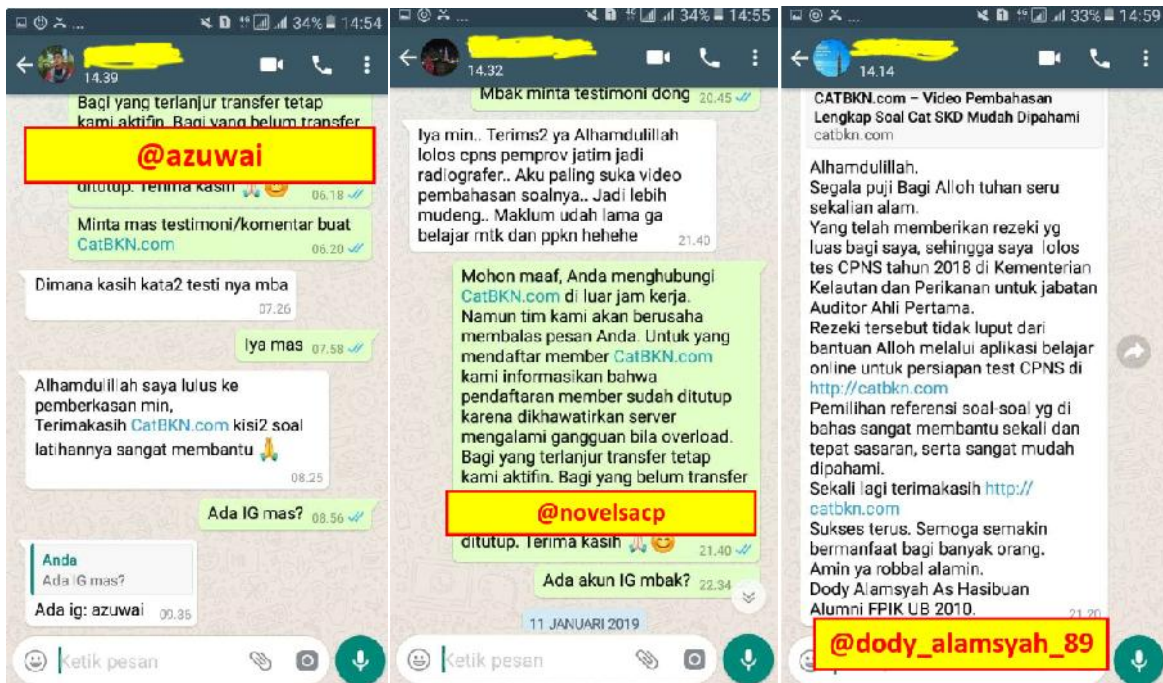 34% 14:54
14.39
Bagi yang terlanjur transfer tetap
kami aktifin. Bagi yang belum transfer
@azuwai
ditutup. Terima kasih 🙏😊 06.18
Minta mas testimoni/komentar buat
CatBKN.com 06.20
Dimana kasih kata2 testi nya mba
07.26
Iya mas 07.58
Alhamdulillah saya lulus ke
pemberkasan min,
Terimakasih CatBKN.com kisi2 soal
latihannya sangat membantu 🙏
08.25
Ada IG mas? 08.56
Anda
Ada IG mas?
Ada ig: azuwai
Ketik pesan
34% 14:55
14.32
Mbak minta testimoni dong 20.45
Iya min.. Terims2 ya Alhamdulillah
lolos cpns pemprov jatim jadi
radiografer.. Aku paling suka video
pembahasan soalnya.. Jadi lebih
mudeng.. Maklum udah lama ga
belajar mtk dan ppkn hehehe 21.40
Mohon maaf, Anda menghubungi
CatBKN.com di luar jam kerja.
Namun tim kami akan berusaha
membalas pesan Anda. Untuk yang
mendaftar member CatBKN.com
kami informasikan bahwa
pendaftaran member sudah ditutup
karena dikhawatirkan server
mengalami gangguan bila overload.
Bagi yang terlanjur transfer tetap
kami aktifin. Bagi yang belum transfer
@novelsacp
ditutup. Terima kasih 🙏😊 21.40
Ada akun IG mbak? 22.34
11 JANUARI 2019
Ketik pesan
33% 14:59
14.14
CATBKN.com – Video Pembahasan
Lengkap Soal Cat SKD Mudah Dipahami
catbkn.com
Alhamdulillah.
Segala puji Bagi Alloh tuhan seru
sekalian alam.
Yang telah memberikan rezeki yg
luas bagi saya, sehingga saya lolos
tes CPNS tahun 2018 di Kementerian
Kelautan dan Perikanan untuk jabatan
Auditor Ahli Pertama.
Rezeki tersebut tidak luput dari
bantuan Alloh melalui aplikasi belajar
online untuk persiapan test CPNS di
http://catbkn.com
Pemilihan referensi soal-soal yg di
bahas sangat membantu sekali dan
tepat sasaran, serta sangat mudah
dipahami.
Sekali lagi terimakasih http://
catbkn.com
Sukses terus. Semoga semakin
bermanfaat bagi banyak orang.
Amin ya robbal alamin.
Dody Alamsyah As Hasibuan
Alumni FPIK UB 2010. 21.20
@dody_alamsyah_89